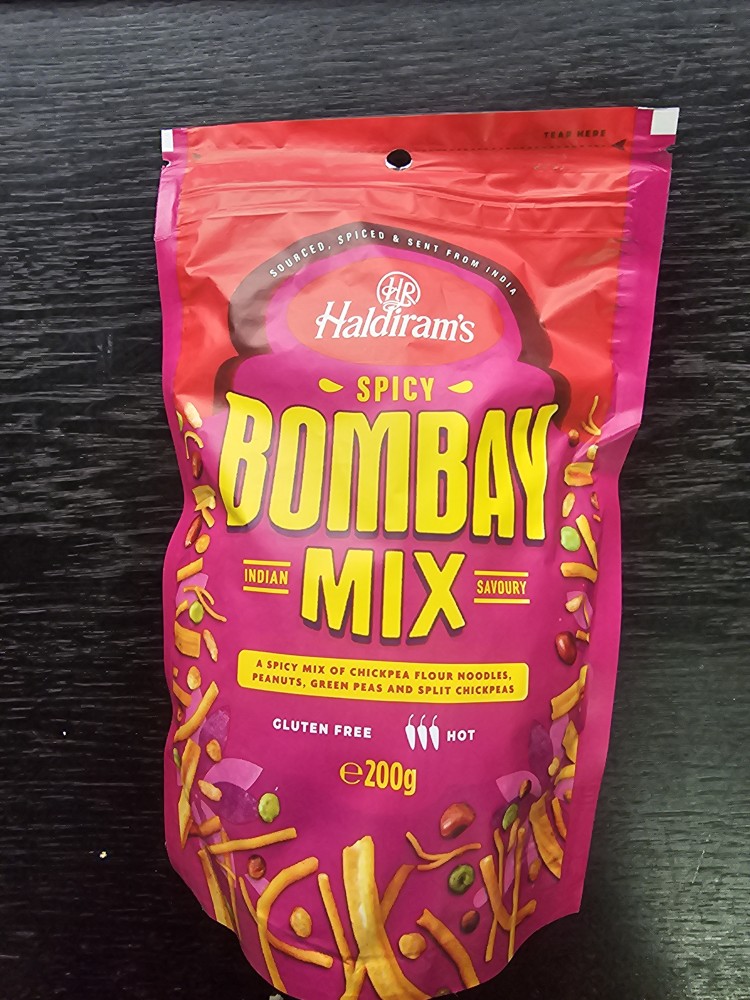 TEAR HERE
SOURCED, SPICED & SENT FROM INDIA
HR
Haldiram's
SPICY
BOMBAY
INDIAN MIX SAVOURY
A SPICY MIX OF CHICKPEA FLOUR NOODLES,
PEANUTS, GREEN PEAS AND SPLIT CHICKPEAS
GLUTEN FREE HOT
℮200g